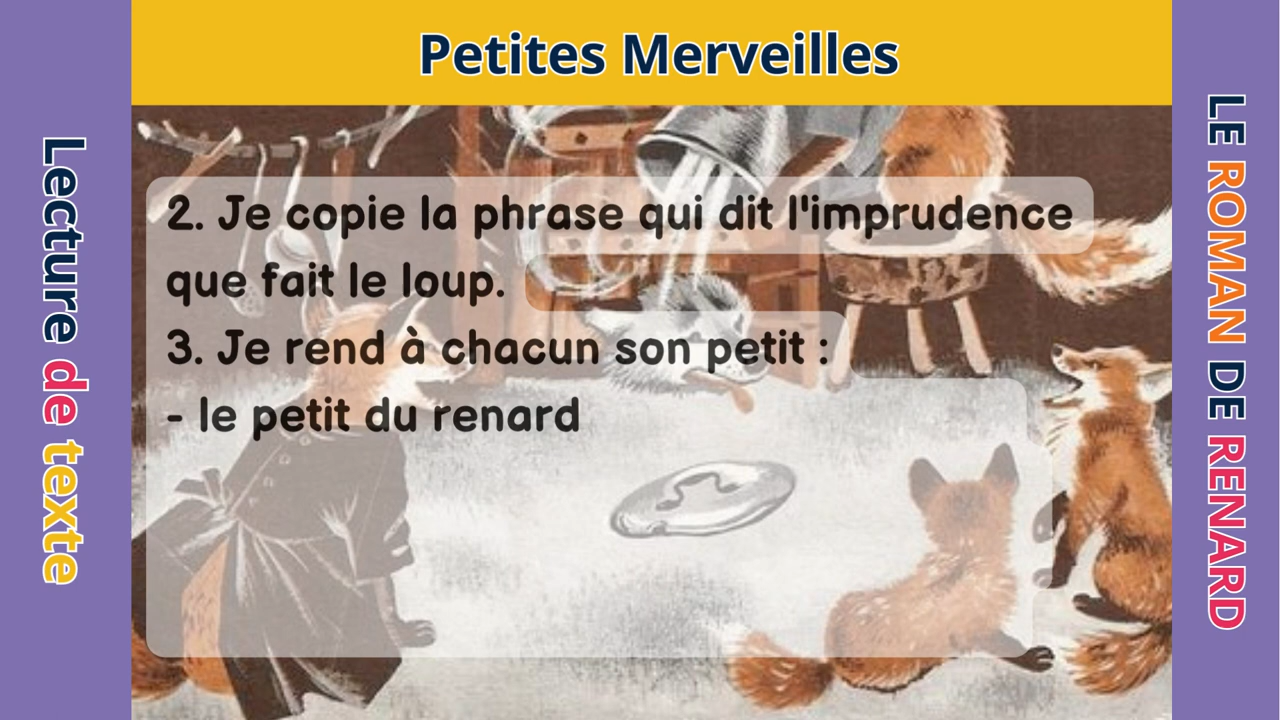 Petites Merveilles
Lecture de texte
2. Je copie la phrase qui dit l'imprudence
que fait le loup.
3. Je rend à chacun son petit :
- le petit du renard
LE ROMAN DE RENARD